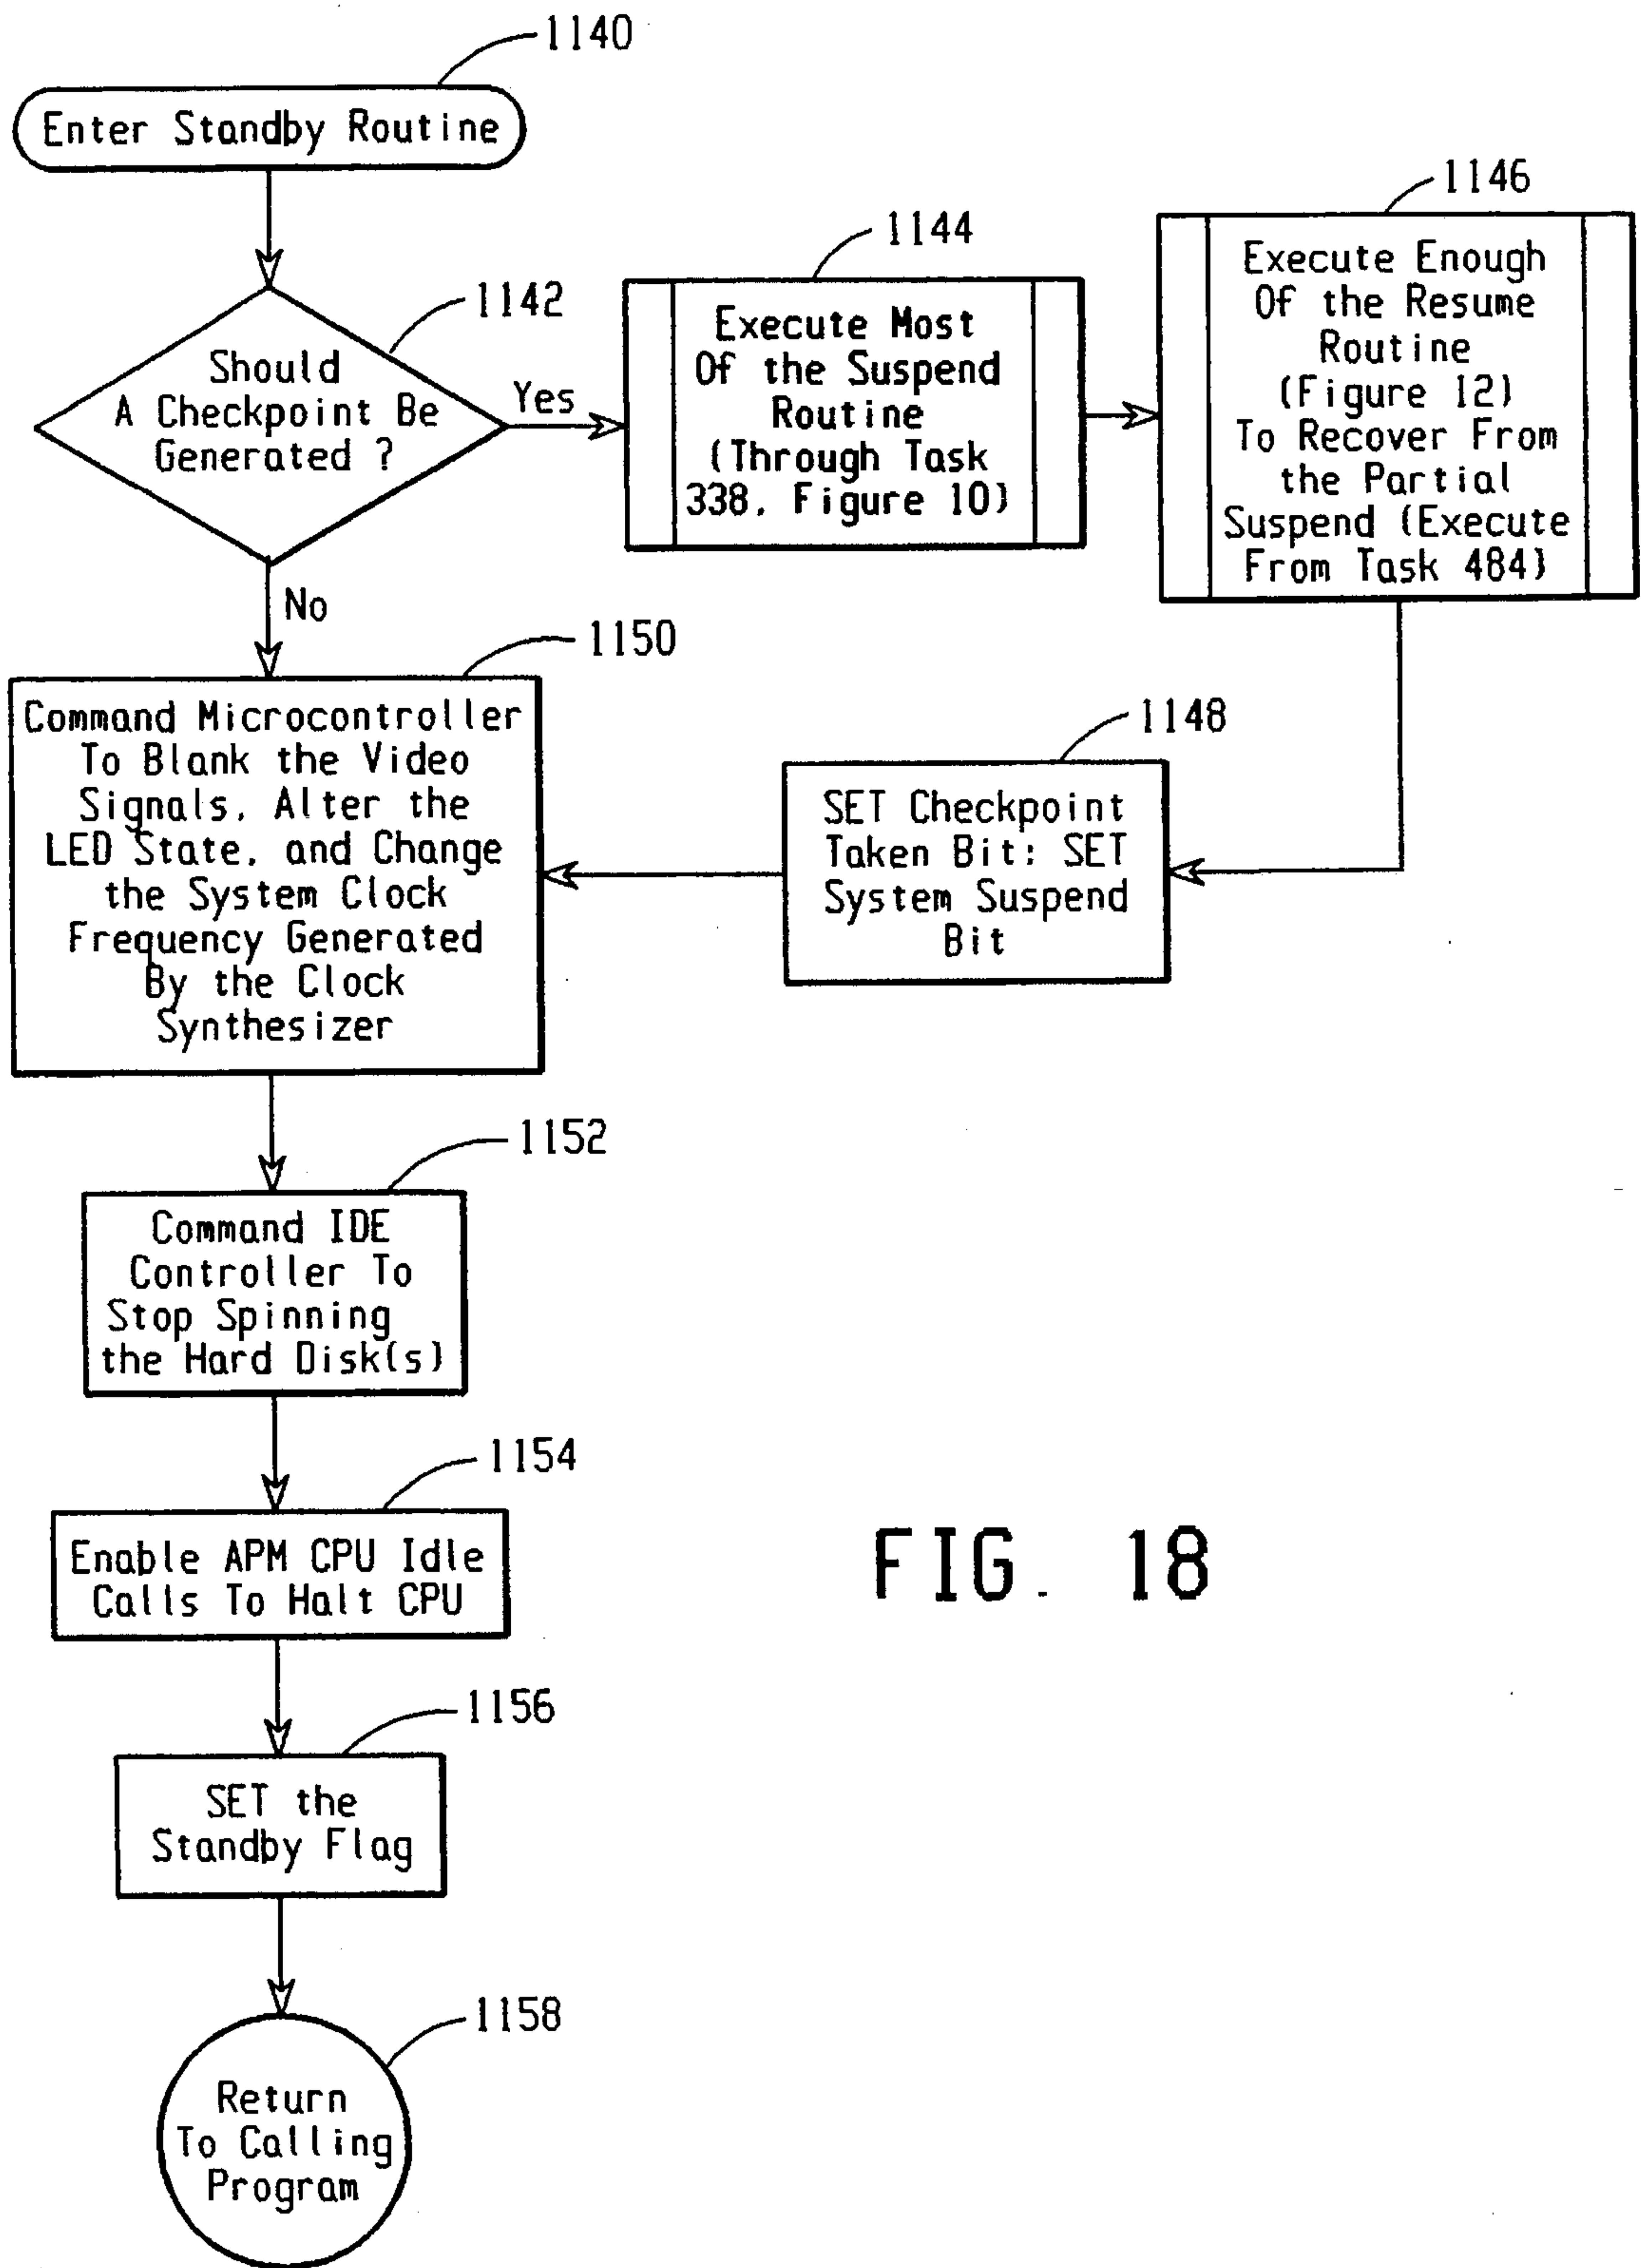 1140
Enter Standby Routine
1142
Should
A Checkpoint Be
Generated ?
Yes
No
1144
Execute Most
Of the Suspend
Routine
(Through Task
338, Figure 10)
1146
Execute Enough
Of the Resume
Routine
(Figure 12)
To Recover From
the Partial
Suspend (Execute
From Task 484)
1148
SET Checkpoint
Taken Bit; SET
System Suspend
Bit
1150
Command Microcontroller
To Blank the Video
Signals, Alter the
LED State, and Change
the System Clock
Frequency Generated
By the Clock
Synthesizer
1152
Command IDE
Controller To
Stop Spinning
the Hard Disk(s)
1154
Enable APM CPU Idle
Calls To Halt CPU
1156
SET the
Standby Flag
1158
Return
To Calling
Program
FIG. 18